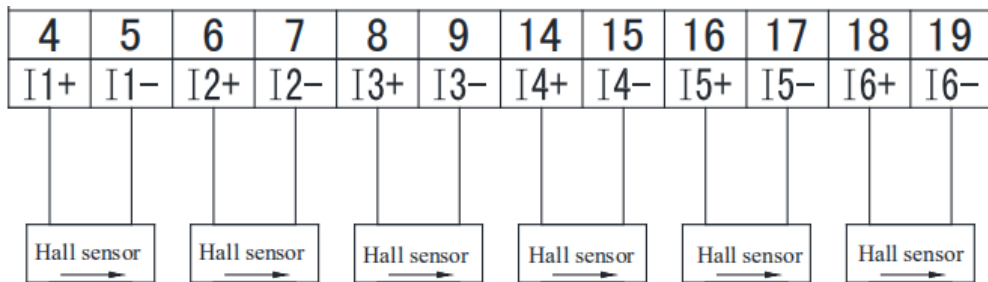 4 5 6 7 8 9 14 15 16 17 18 19
I1+ I1− I2+ I2− I3+ I3− I4+ I4− I5+ I5− I6+ I6−
Hall sensor Hall sensor Hall sensor Hall sensor Hall sensor Hall sensor